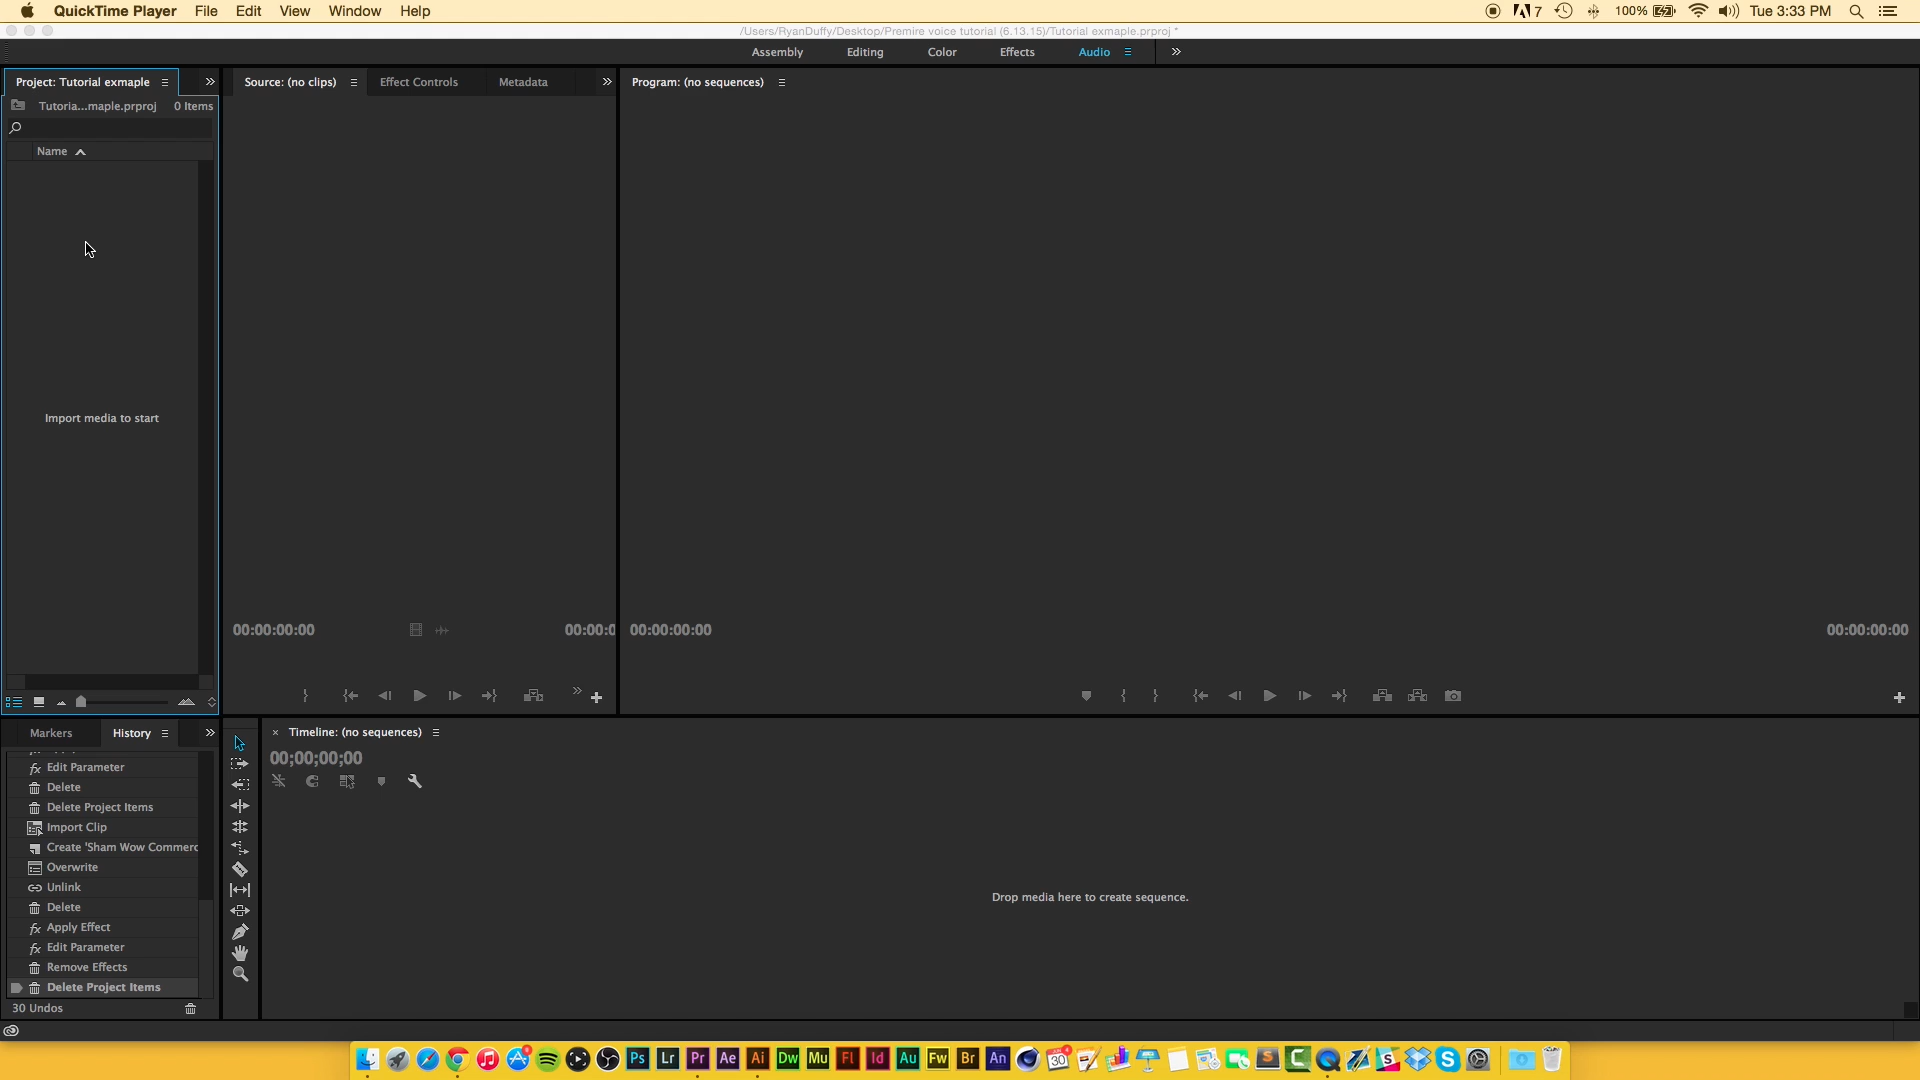 QuickTime Player File Edit View Window Help
7 100% Tue 3:33 PM
/Users/RyanDuffy/Desktop/Premire voice tutorial (6.13.15)/Tutorial exmaple.prproj *
Assembly Editing Color Effects Audio
Project: Tutorial exmaple
Source: (no clips) Effect Controls Metadata
Program: (no sequences)
Tutoria...maple.prproj 0 Items
Name
Import media to start
00:00:00:00
00:00:0
00:00:00:00
00:00:00:00
Markers History
Edit Parameter
Delete
Delete Project Items
Import Clip
Create 'Sham Wow Commerc
Overwrite
Unlink
Delete
Apply Effect
Edit Parameter
Remove Effects
Delete Project Items
30 Undos
Timeline: (no sequences)
00;00;00;00
Drop media here to create sequence.
Ps Lr Pr Ae Ai Dw Mu Fl Id Au Fw Br An 30 S C S